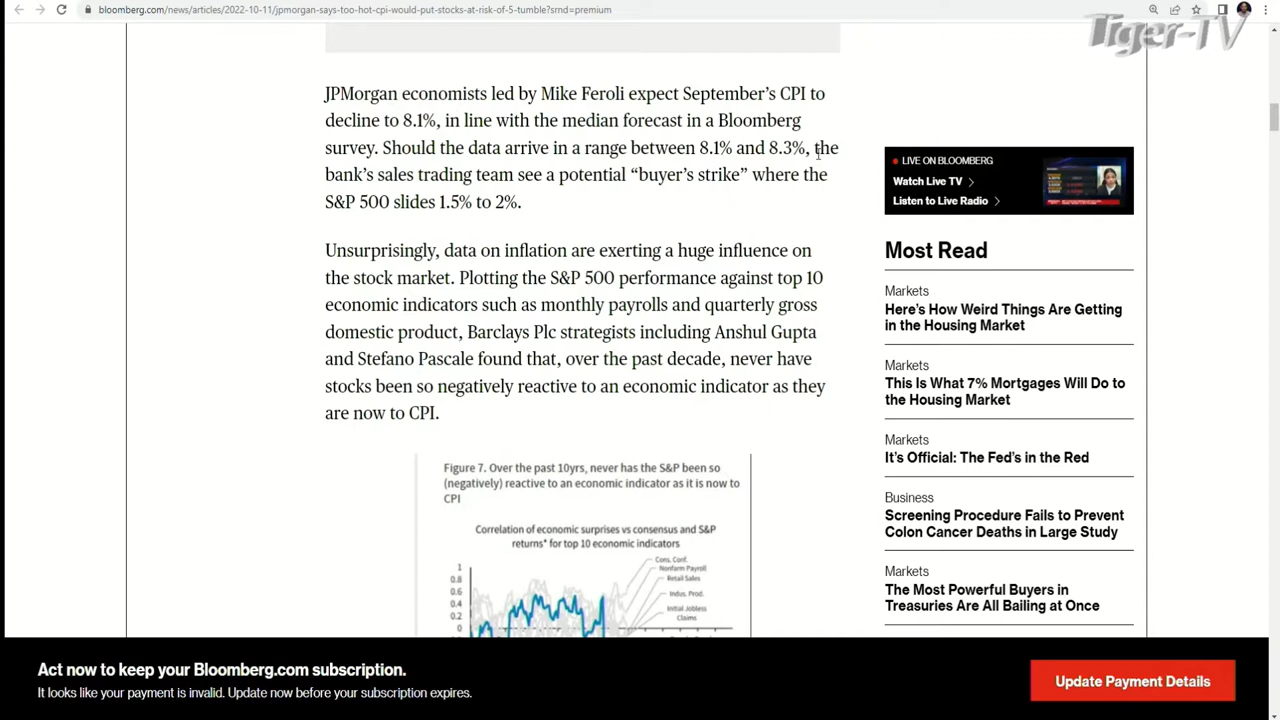 bloomberg.com/news/articles/2022-10-11/jpmorgan-says-too-hot-cpi-would-put-stocks-at-risk-of-5-tumble?srnd=premium
Tiger-TV
JPMorgan economists led by Mike Feroli expect September's CPI to
decline to 8.1%, in line with the median forecast in a Bloomberg
survey. Should the data arrive in a range between 8.1% and 8.3%, the
bank's sales trading team see a potential “buyer's strike” where the
S&P 500 slides 1.5% to 2%.
Unsurprisingly, data on inflation are exerting a huge influence on
the stock market. Plotting the S&P 500 performance against top 10
economic indicators such as monthly payrolls and quarterly gross
domestic product, Barclays Plc strategists including Anshul Gupta
and Stefano Pascale found that, over the past decade, never have
stocks been so negatively reactive to an economic indicator as they
are now to CPI.
Figure 7. Over the past 10yrs, never has the S&P been so
(negatively) reactive to an economic indicator as it is now to
CPI
Correlation of economic surprises vs consensus and S&P
returns* for top 10 economic indicators
1
0.8
0.6
0.4
0.2
0
Cons. Conf.
Nonfarm Payroll
Retail Sales
Indus. Prod.
Initial Jobless
Claims
LIVE ON BLOOMBERG
Watch Live TV
Listen to Live Radio
Most Read
Markets
Here's How Weird Things Are Getting
in the Housing Market
Markets
This Is What 7% Mortgages Will Do to
the Housing Market
Markets
It's Official: The Fed's in the Red
Business
Screening Procedure Fails to Prevent
Colon Cancer Deaths in Large Study
Markets
The Most Powerful Buyers in
Treasuries Are All Bailing at Once
Act now to keep your Bloomberg.com subscription.
It looks like your payment is invalid. Update now before your subscription expires.
Update Payment Details